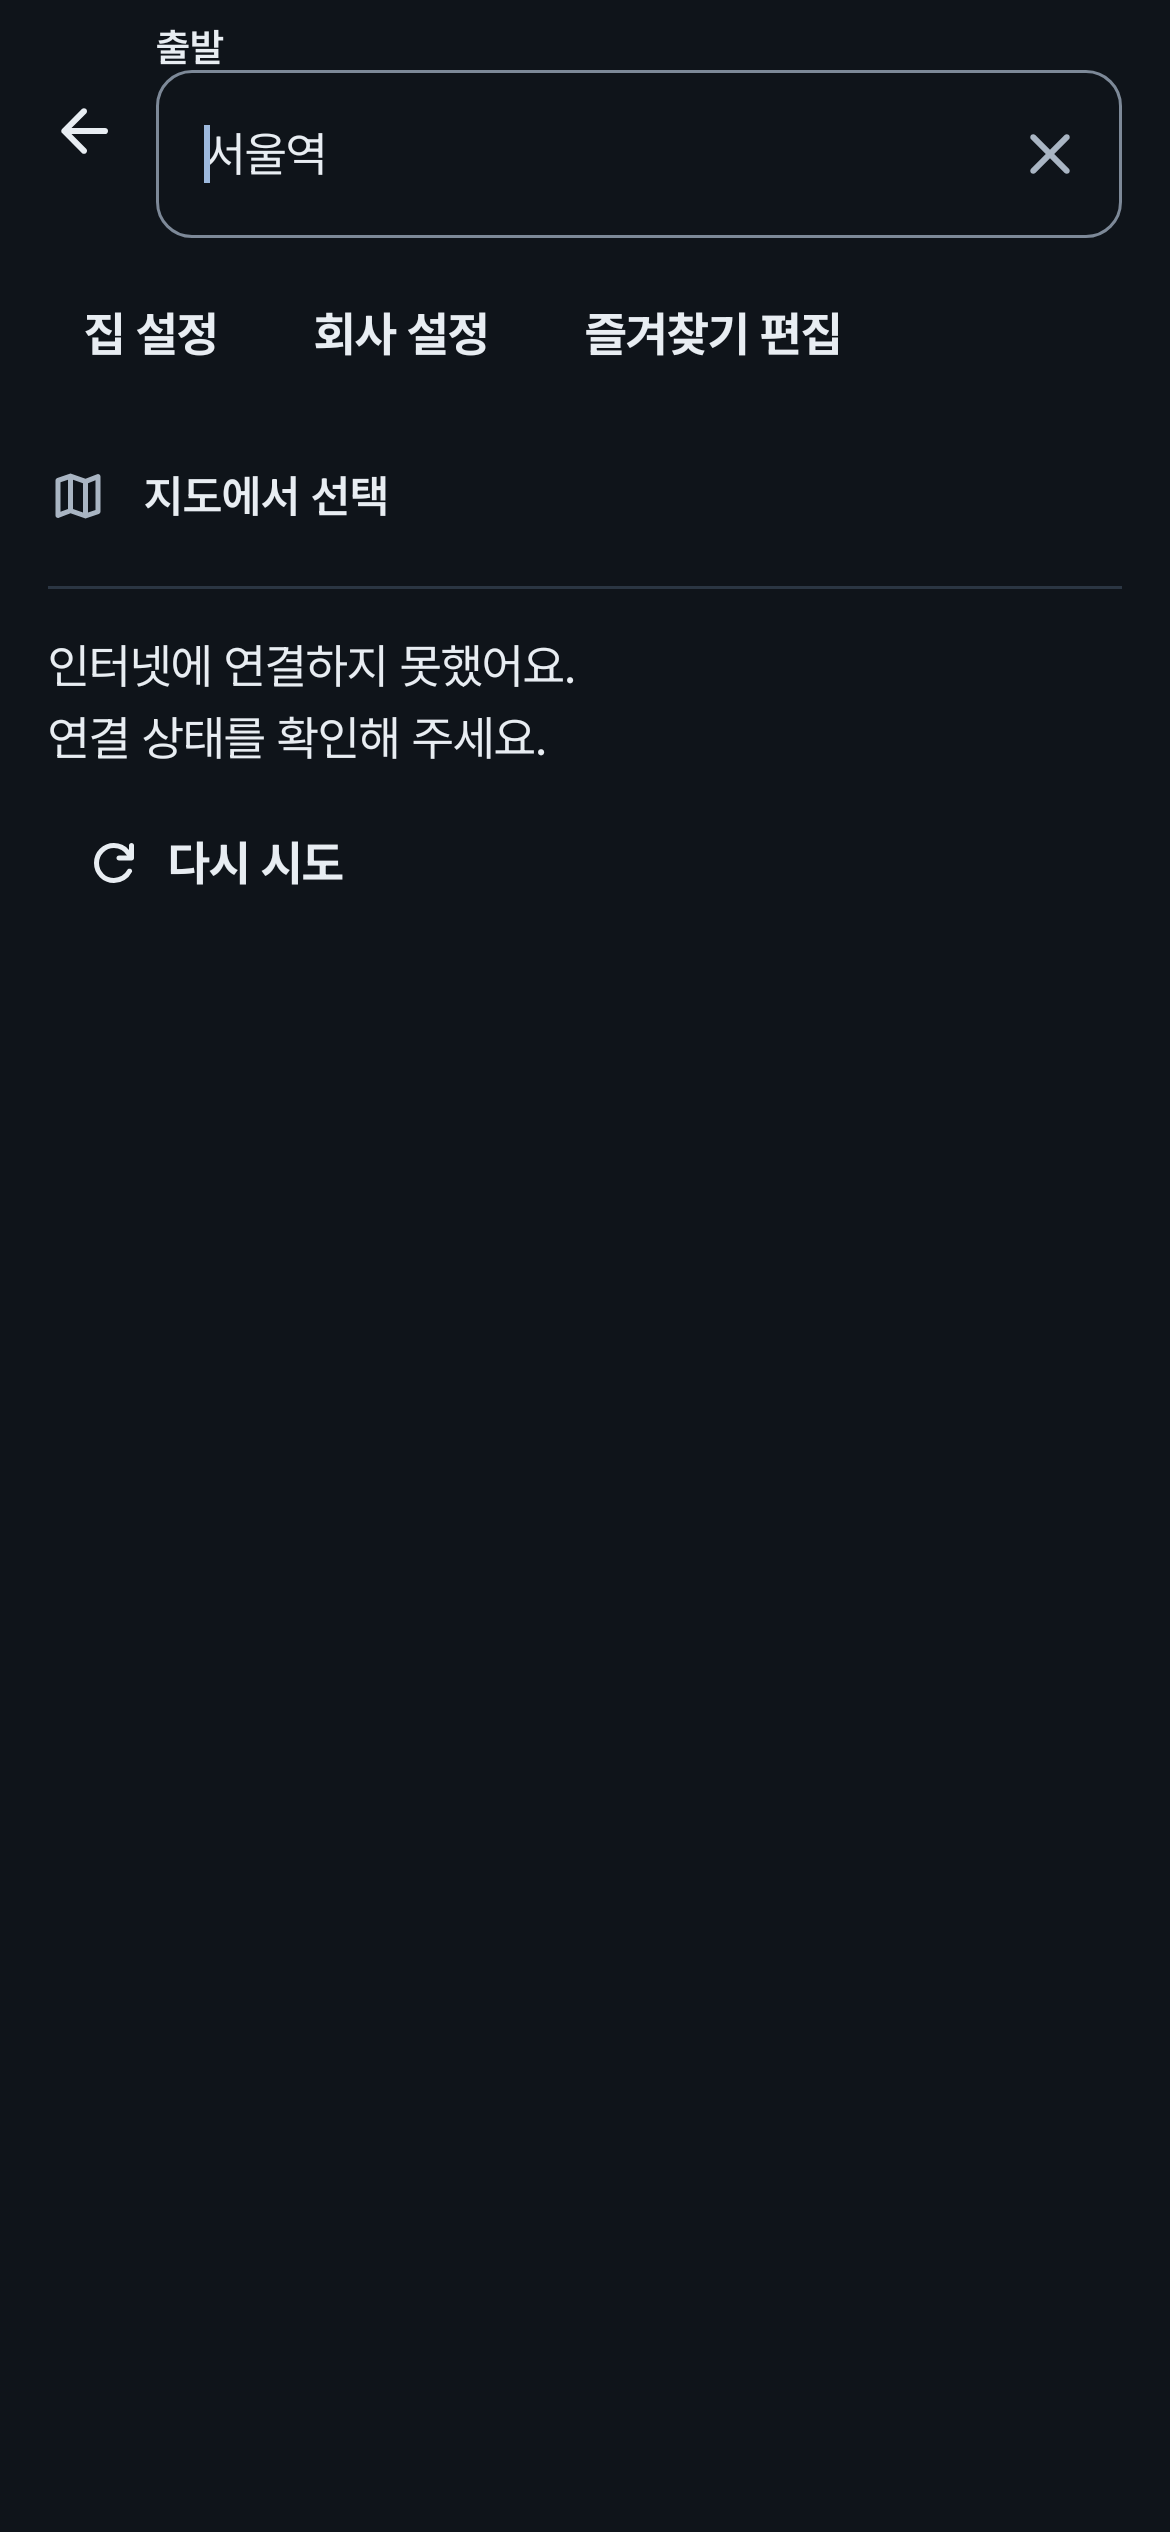 출발
서울역
집 설정 회사 설정 즐겨찾기 편집
지도에서 선택
인터넷에 연결하지 못했어요.
연결 상태를 확인해 주세요.
다시 시도